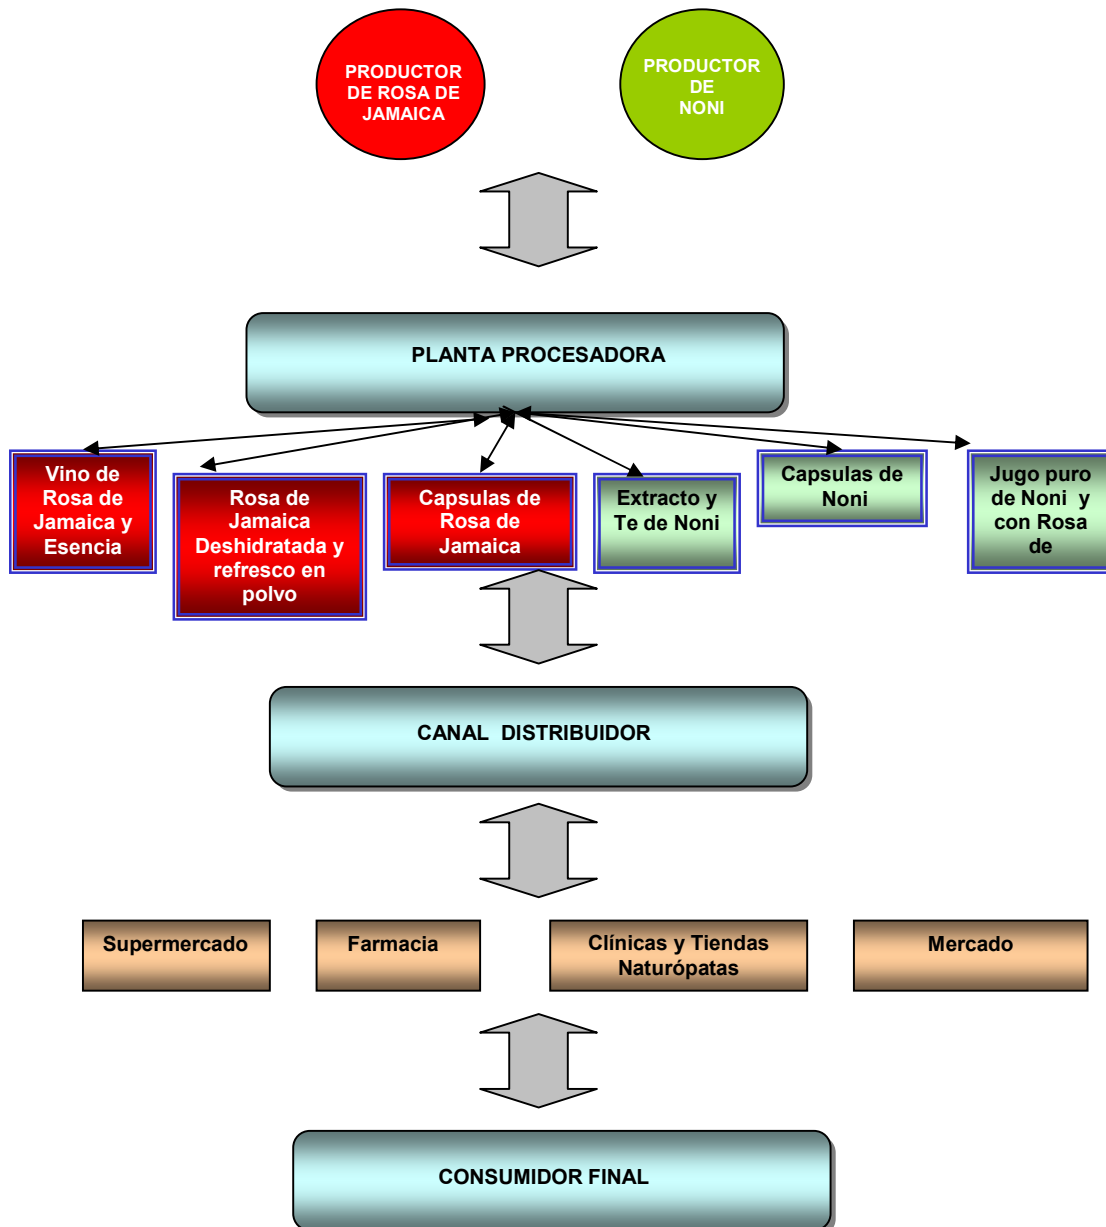 PRODUCTOR
DE ROSA DE
JAMAICA
PRODUCTOR
DE
NONI
PLANTA PROCESADORA
Vino de
Rosa de
Jamaica y
Esencia
Rosa de
Jamaica
Deshidratada y
refresco en
polvo
Capsulas de
Rosa de
Jamaica
Extracto y
Te de Noni
Capsulas de
Noni
Jugo puro
de Noni y
con Rosa
de
CANAL DISTRIBUIDOR
Supermercado
Farmacia
Clínicas y Tiendas
Naturópatas
Mercado
CONSUMIDOR FINAL